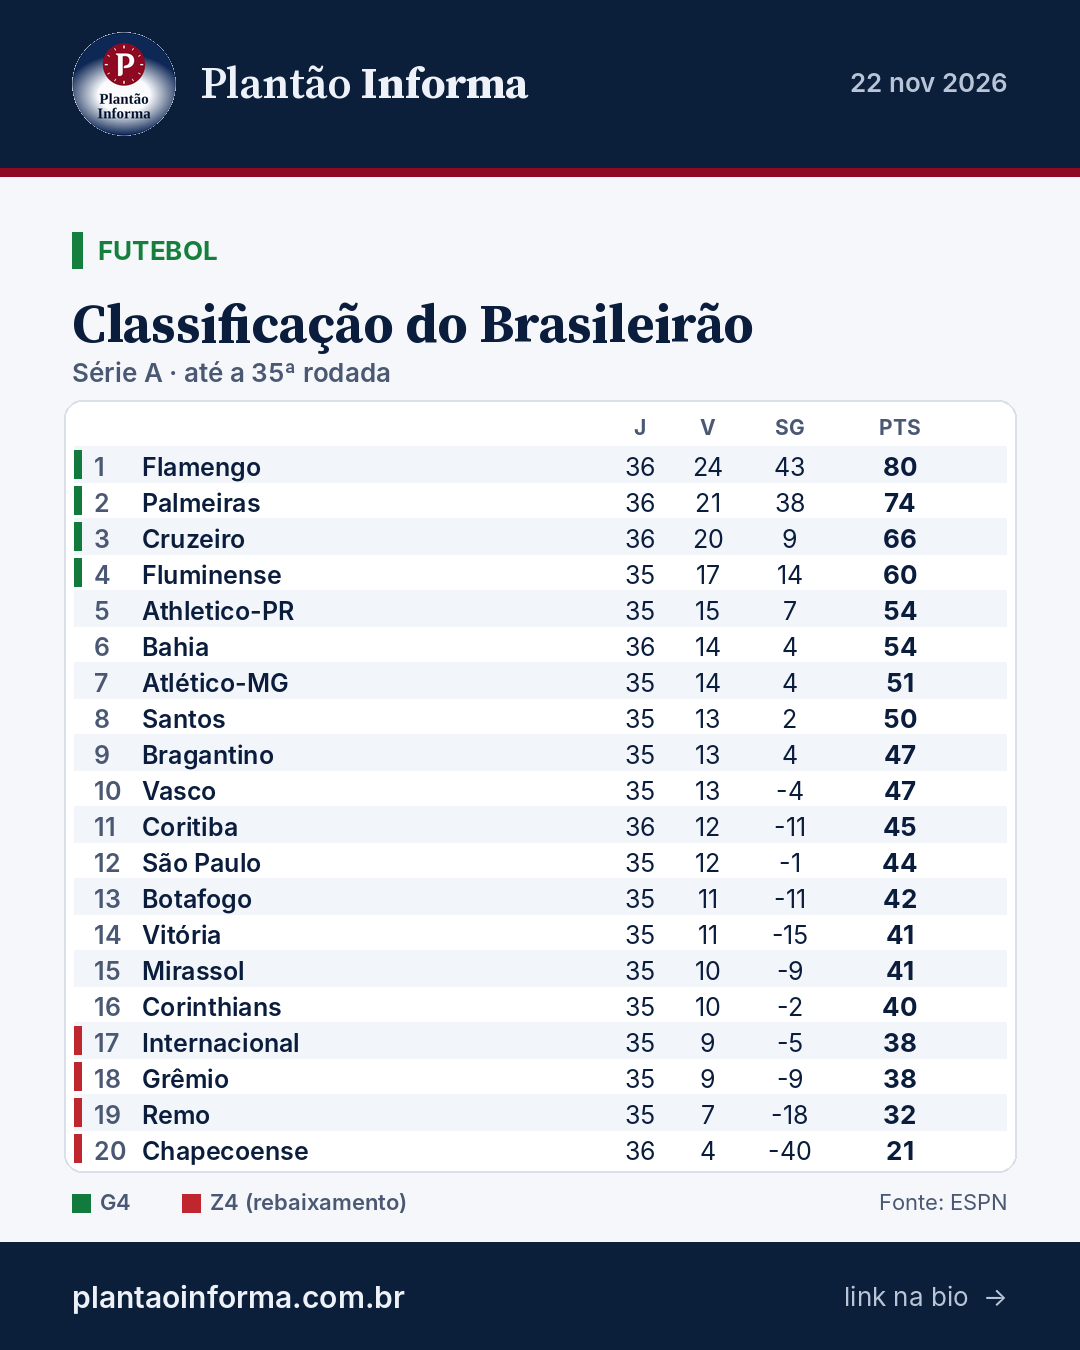 P
Plantão
Informa
Plantão Informa
22 nov 2026
FUTEBOL
Classificação do Brasileirão
Série A · até a 35ª rodada
J V SG PTS
1 Flamengo 36 24 43 80
2 Palmeiras 36 21 38 74
3 Cruzeiro 36 20 9 66
4 Fluminense 35 17 14 60
5 Athletico-PR 35 15 7 54
6 Bahia 36 14 4 54
7 Atlético-MG 35 14 4 51
8 Santos 35 13 2 50
9 Bragantino 35 13 4 47
10 Vasco 35 13 -4 47
11 Coritiba 36 12 -11 45
12 São Paulo 35 12 -1 44
13 Botafogo 35 11 -11 42
14 Vitória 35 11 -15 41
15 Mirassol 35 10 -9 41
16 Corinthians 35 10 -2 40
17 Internacional 35 9 -5 38
18 Grêmio 35 9 -9 38
19 Remo 35 7 -18 32
20 Chapecoense 36 4 -40 21
G4 Z4 (rebaixamento) Fonte: ESPN
plantaoinforma.com.br link na bio →